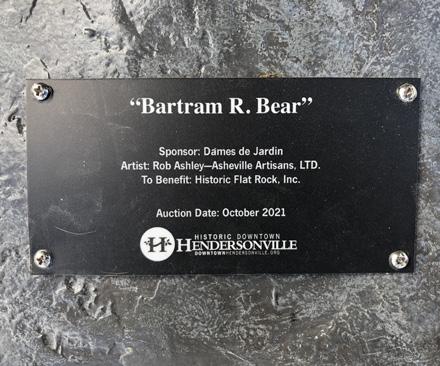 “Bartram R. Bear”
Sponsor: Dames de Jardin
Artist: Rob Ashley—Asheville Artisans, LTD.
To Benefit: Historic Flat Rock, Inc.
Auction Date: October 2021
H
HISTORIC DOWNTOWN
HENDERSONVILLE
DOWNTOWNHENDERSONVILLE.ORG